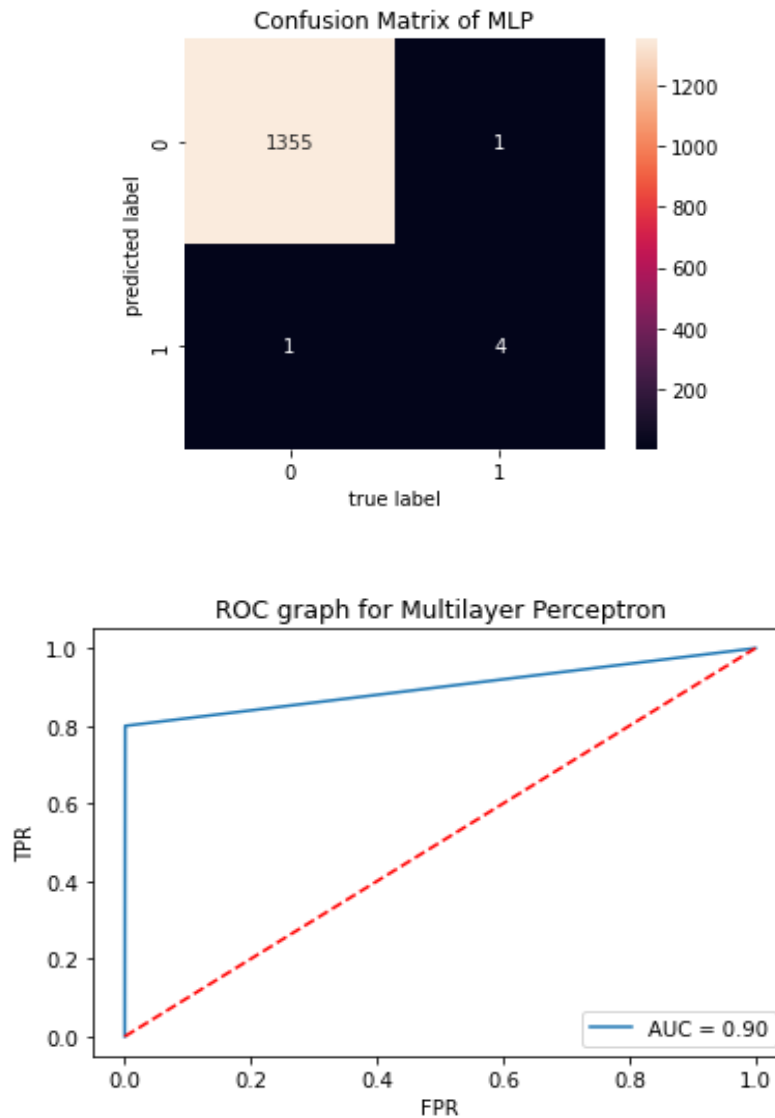 Confusion Matrix of MLP
1355 1
1 4
0
1
predicted label
0 1
true label
1200
1000
800
600
400
200
ROC graph for Multilayer Perceptron
1.0
0.8
0.6
0.4
0.2
0.0
TPR
AUC = 0.90
0.0 0.2 0.4 0.6 0.8 1.0
FPR